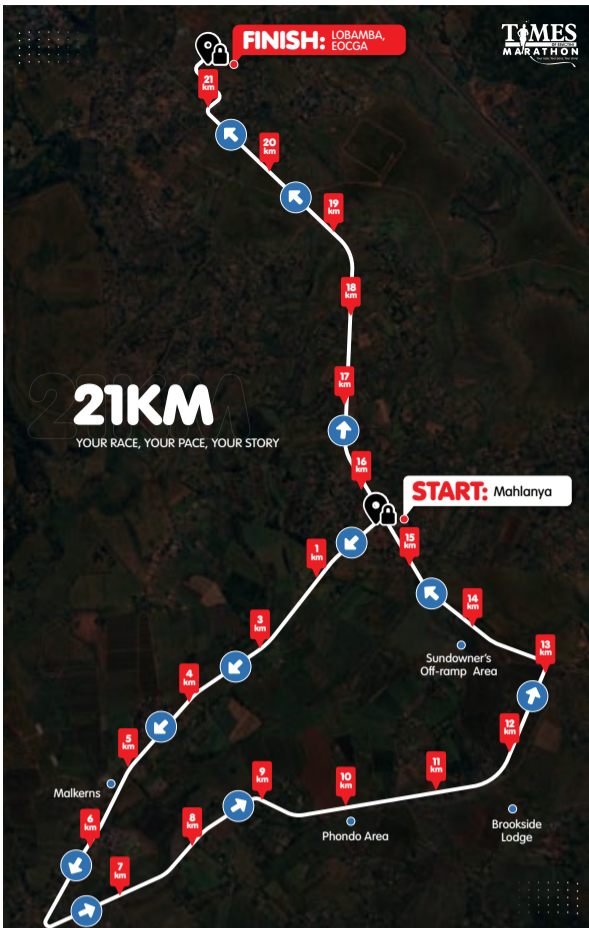 FINISH: LOBAMBA,
EOCGA
TIMES
MARATHON
21
km
20
km
19
km
18
km
17
km
21KM
YOUR RACE, YOUR PACE, YOUR STORY
16
km
START: Mahlanya
15
km
1
km
14
km
3
km
13
km
Sundowner's
Off-ramp Area
4
km
12
km
5
km
11
km
9
km
10
km
Malkerns
6
km
8
km
Phondo Area
Brookside
Lodge
7
km